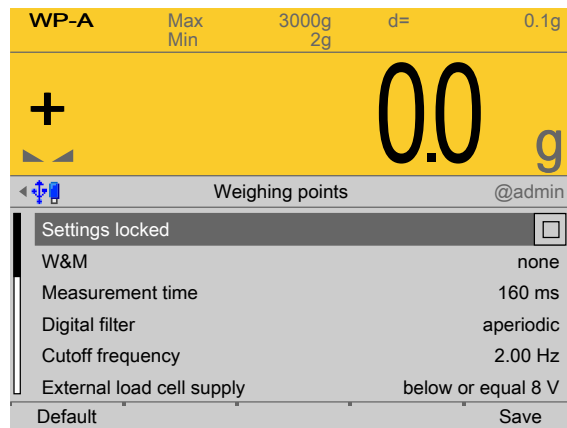 WP-A Max 3000g d= 0.1g
Min 2g
+ 0.0 g
Weighing points @admin
Settings locked
W&M none
Measurement time 160 ms
Digital filter aperiodic
Cutoff frequency 2.00 Hz
External load cell supply below or equal 8 V
Default Save